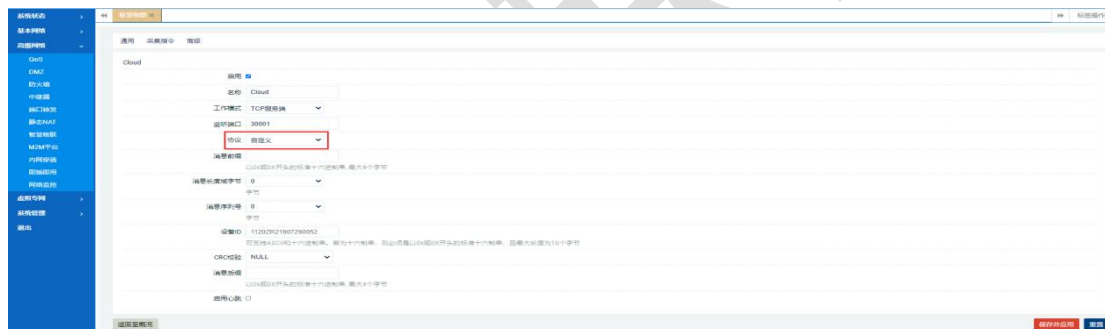 系统状态
基本网络
高级网络
QoS
DMZ
防火墙
中继器
端口转发
静态NAT
智慧物联
M2M平台
内网穿透
即插即用
网络监控
虚拟专网
系统管理
退出
智慧物联
标签操作
通用 采集指令 高级
Cloud
启用
名称 Cloud
工作模式 TCP服务端
监听端口 30001
协议 自定义
消息前缀
以0x或0X开头的标准十六进制串,最大4个字节
消息长度域字节 0
字节
消息序列号 0
字节
设备ID 11202R21907290052
可支持ASCII和十六进制串。若为十六制串，则必须是以0x或0X开头的标准十六制串，且最大长度为16个字节
CRC校验 NULL
消息后缀
以0x或0X开头的标准十六进制串,最大4个字节
启用心跳
返回至概况
保存并应用 重置